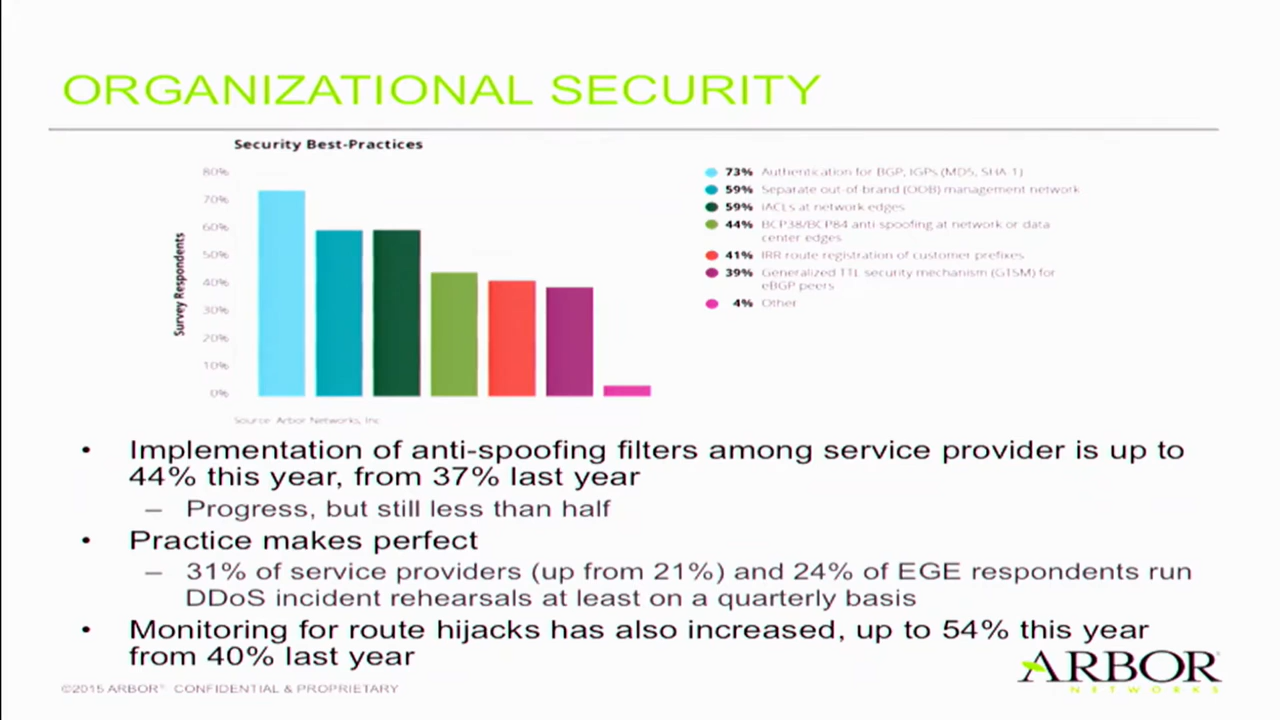 ORGANIZATIONAL SECURITY
Security Best-Practices
80%
70%
60%
50%
40%
30%
20%
10%
0%
Survey Respondents
Source: Arbor Networks, Inc.
73% Authentication for BGP, IGPs (MD5, SHA-1)
59% Separate out-of brand (OOB) management network
59% iACLs at network edges
44% BCP38/BCP84 anti-spoofing at network or data
center edges
41% IRR route registration of customer prefixes
39% Generalized TTL security mechanism (GTSM) for
eBGP peers
4% Other
• Implementation of anti-spoofing filters among service provider is up to
44% this year, from 37% last year
– Progress, but still less than half
• Practice makes perfect
– 31% of service providers (up from 21%) and 24% of EGE respondents run
DDoS incident rehearsals at least on a quarterly basis
• Monitoring for route hijacks has also increased, up to 54% this year
from 40% last year
©2015 ARBOR® CONFIDENTIAL & PROPRIETARY
ARBOR®
NETWORKS